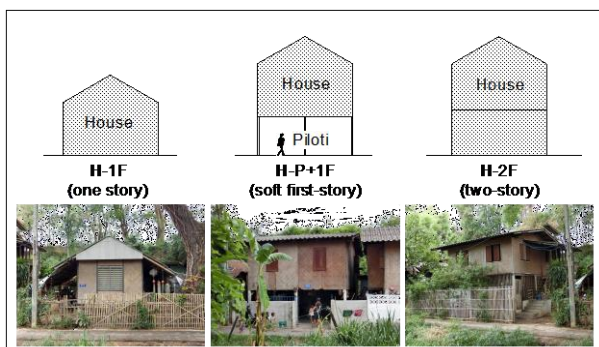 House
H-1F
(one story)
House
Piloti
H-P+1F
(soft first-story)
House
H-2F
(two-story)